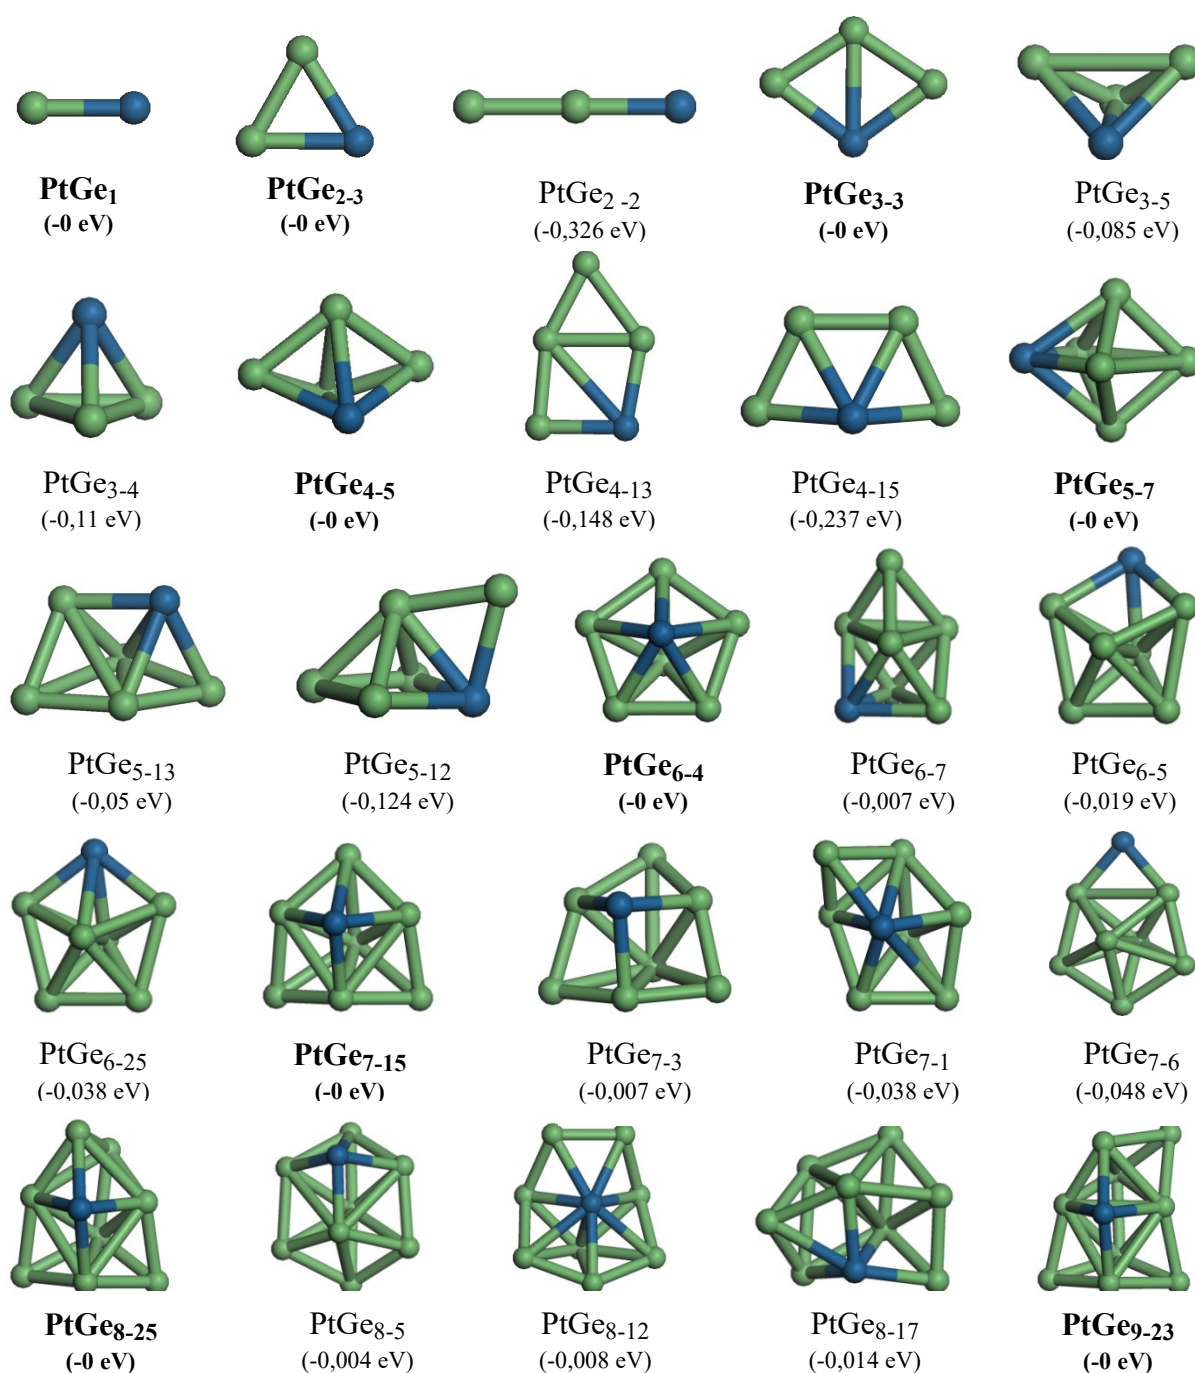 PtGe1 PtGe2-3 PtGe2 -2 PtGe3-3 PtGe3-5
(-0 eV) (-0 eV) (-0,326 eV) (-0 eV) (-0,085 eV)
PtGe3-4 PtGe4-5 PtGe4-13 PtGe4-15 PtGe5-7
(-0,11 eV) (-0 eV) (-0,148 eV) (-0,237 eV) (-0 eV)
PtGe5-13 PtGe5-12 PtGe6-4 PtGe6-7 PtGe6-5
(-0,05 eV) (-0,124 eV) (-0 eV) (-0,007 eV) (-0,019 eV)
PtGe6-25 PtGe7-15 PtGe7-3 PtGe7-1 PtGe7-6
(-0,038 eV) (-0 eV) (-0,007 eV) (-0,038 eV) (-0,048 eV)
PtGe8-25 PtGe8-5 PtGe8-12 PtGe8-17 PtGe9-23
(-0 eV) (-0,004 eV) (-0,008 eV) (-0,014 eV) (-0 eV)